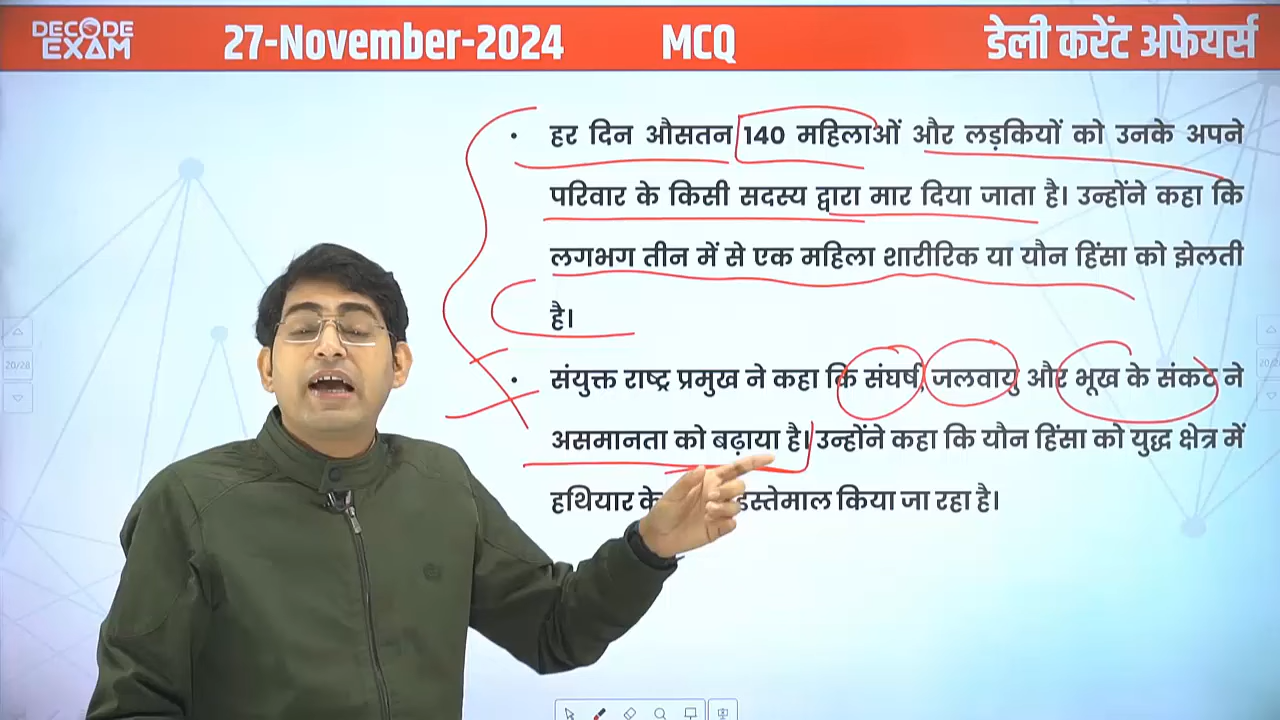 DECODE EXAM
27-November-2024 MCQ डेली करेंट अफेयर्स
• हर दिन औसतन 140 महिलाओं और लड़कियों को उनके अपने
परिवार के किसी सदस्य द्वारा मार दिया जाता है। उन्होंने कहा कि
लगभग तीन में से एक महिला शारीरिक या यौन हिंसा को झेलती
है।
• संयुक्त राष्ट्र प्रमुख ने कहा कि संघर्ष, जलवायु और भूख के संकट ने
असमानता को बढ़ाया है। उन्होंने कहा कि यौन हिंसा को युद्ध क्षेत्र में
हथियार के इस्तेमाल किया जा रहा है।
20/28